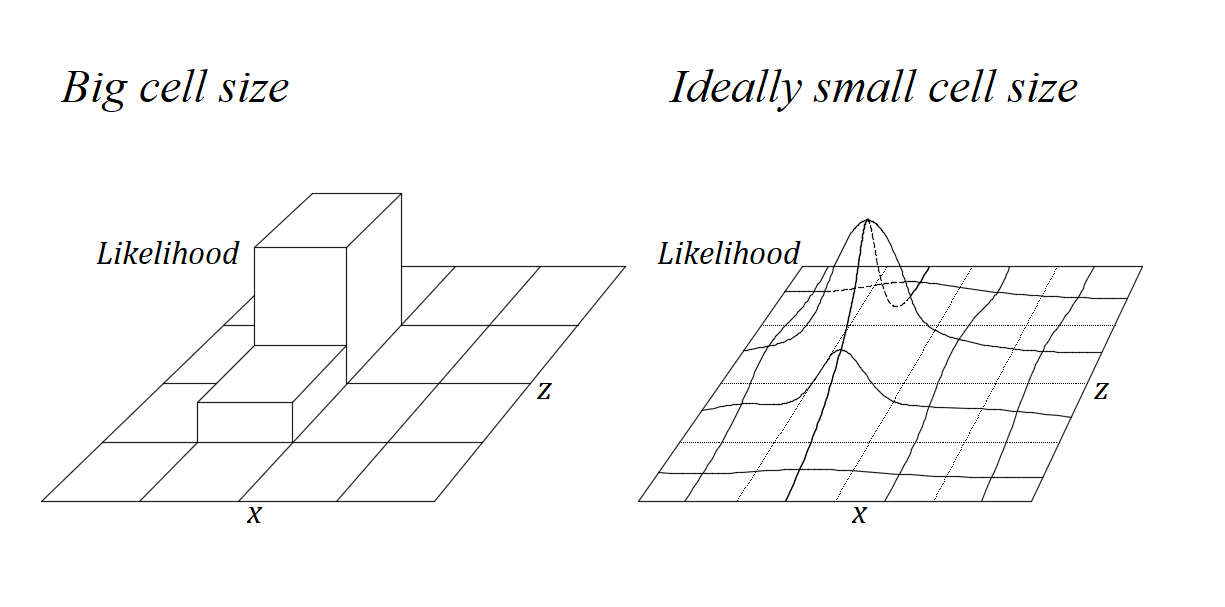 Big cell size
Ideally small cell size
Likelihood
z
x
Likelihood
z
x